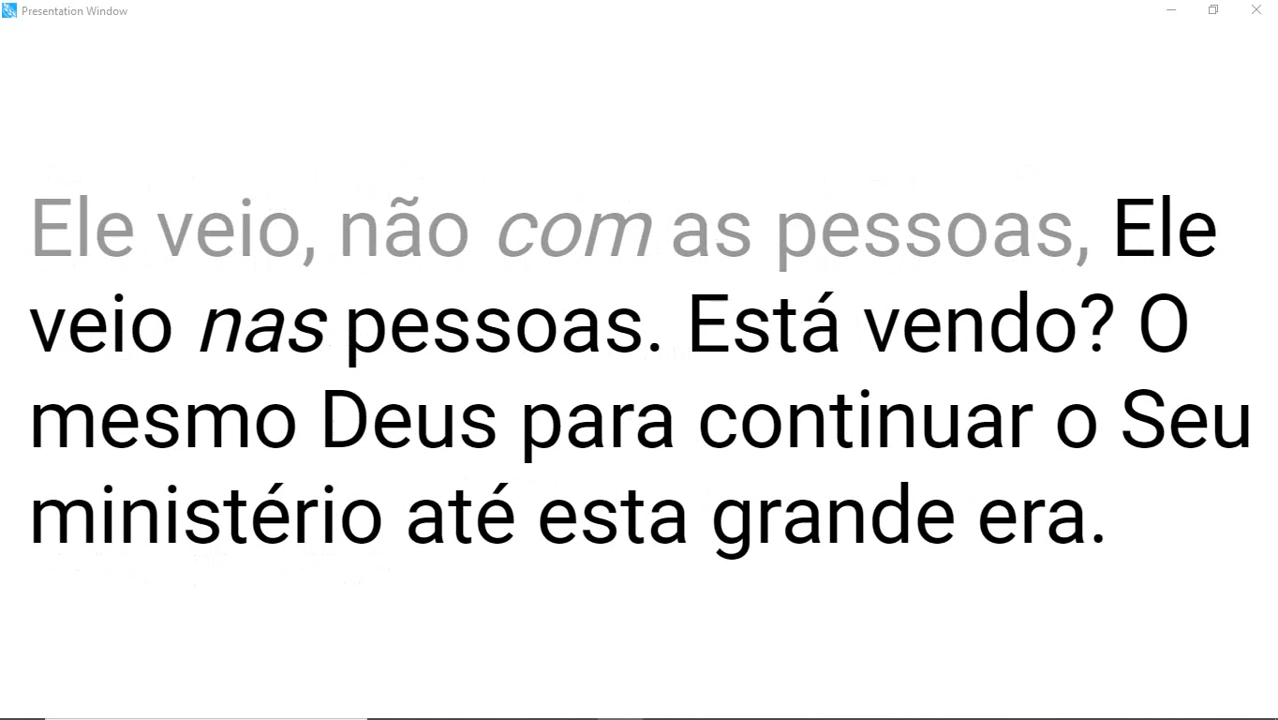 Presentation Window
Ele veio, não com as pessoas, Ele
veio nas pessoas. Está vendo? O
mesmo Deus para continuar o Seu
ministério até esta grande era.